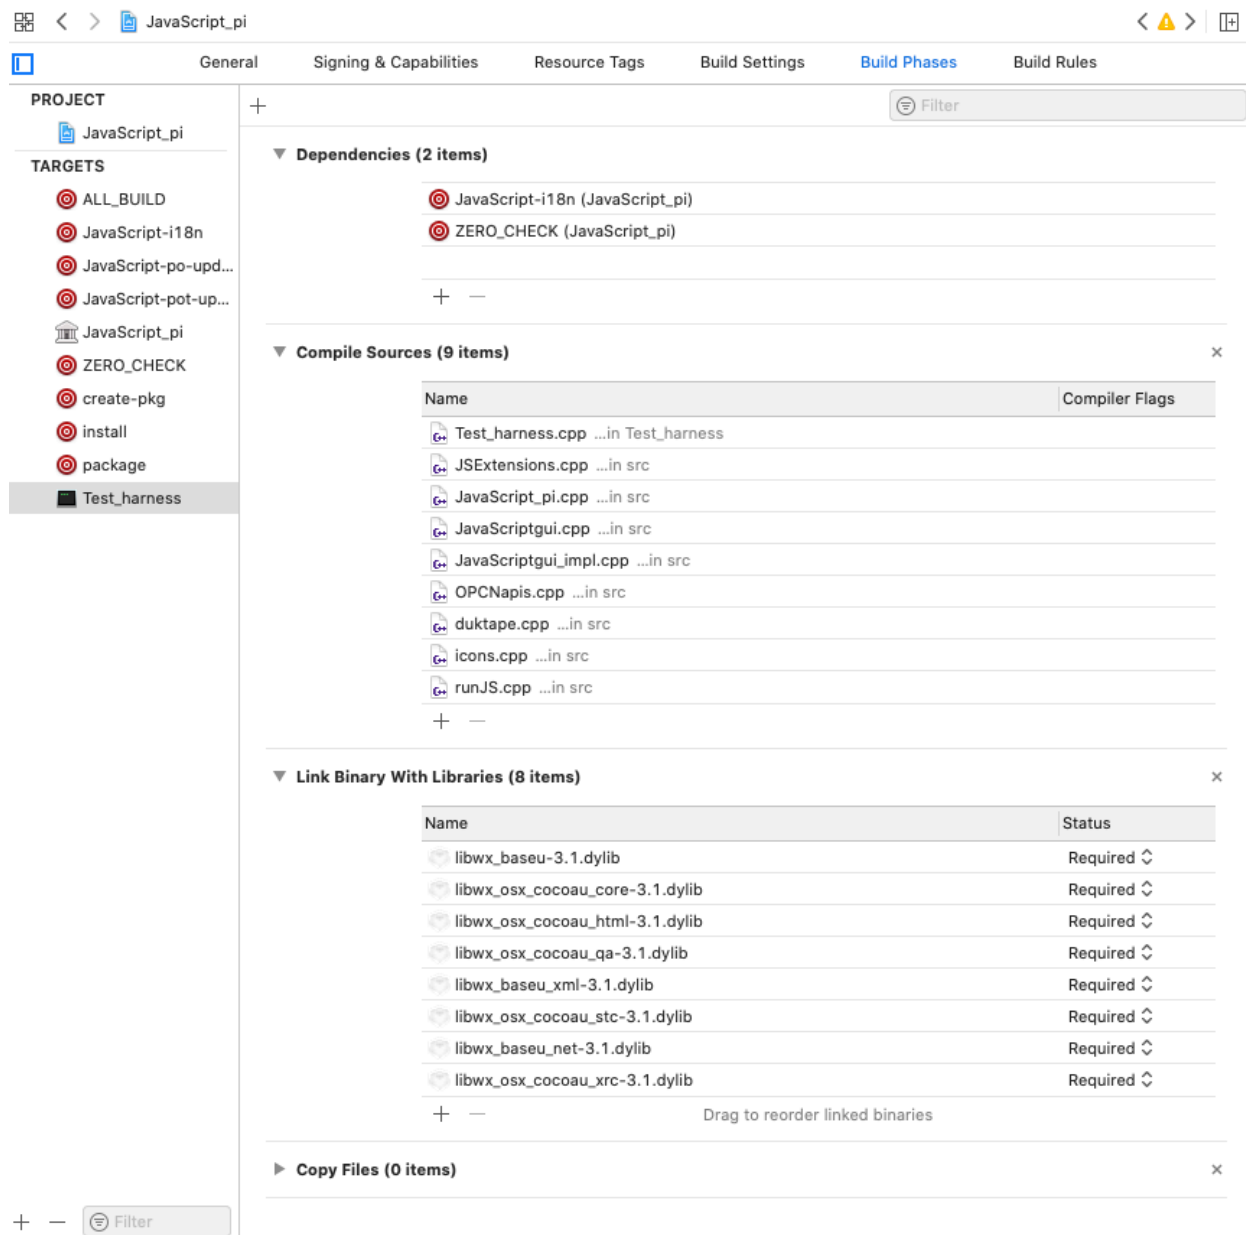 JavaScript_pi
General Signing & Capabilities Resource Tags Build Settings Build Phases Build Rules
PROJECT
JavaScript_pi
TARGETS
ALL_BUILD
JavaScript-i18n
JavaScript-po-upd...
JavaScript-pot-up...
JavaScript_pi
ZERO_CHECK
create-pkg
install
package
Test_harness
Filter
Filter
Dependencies (2 items)
JavaScript-i18n (JavaScript_pi)
ZERO_CHECK (JavaScript_pi)
Compile Sources (9 items)
Name Compiler Flags
Test_harness.cpp ...in Test_harness
JSExtensions.cpp ...in src
JavaScript_pi.cpp ...in src
JavaScriptgui.cpp ...in src
JavaScriptgui_impl.cpp ...in src
OPCNapis.cpp ...in src
duktape.cpp ...in src
icons.cpp ...in src
runJS.cpp ...in src
Link Binary With Libraries (8 items)
Name Status
libwx_baseu-3.1.dylib Required
libwx_osx_cocoau_core-3.1.dylib Required
libwx_osx_cocoau_html-3.1.dylib Required
libwx_osx_cocoau_qa-3.1.dylib Required
libwx_baseu_xml-3.1.dylib Required
libwx_osx_cocoau_stc-3.1.dylib Required
libwx_baseu_net-3.1.dylib Required
libwx_osx_cocoau_xrc-3.1.dylib Required
Drag to reorder linked binaries
Copy Files (0 items)